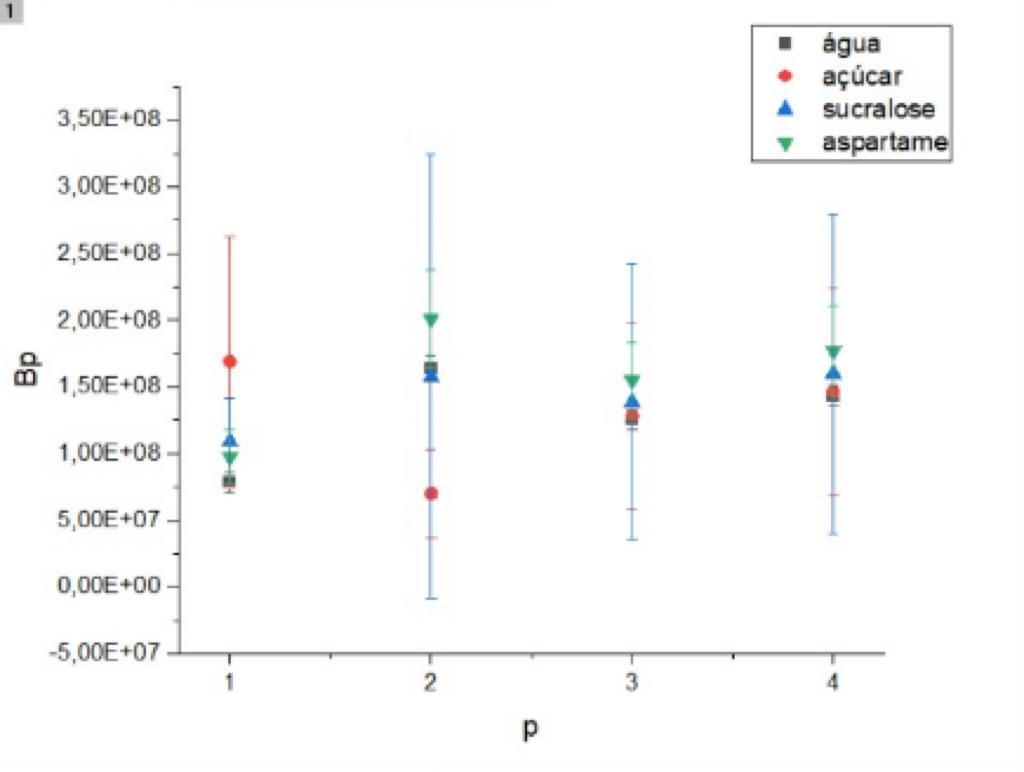 1
água
açúcar
sucralose
aspartame
3,50E+08
3,00E+08
2,50E+08
2,00E+08
1,50E+08
1,00E+08
5,00E+07
0,00E+00
-5,00E+07
Bp
1 2 3 4
p